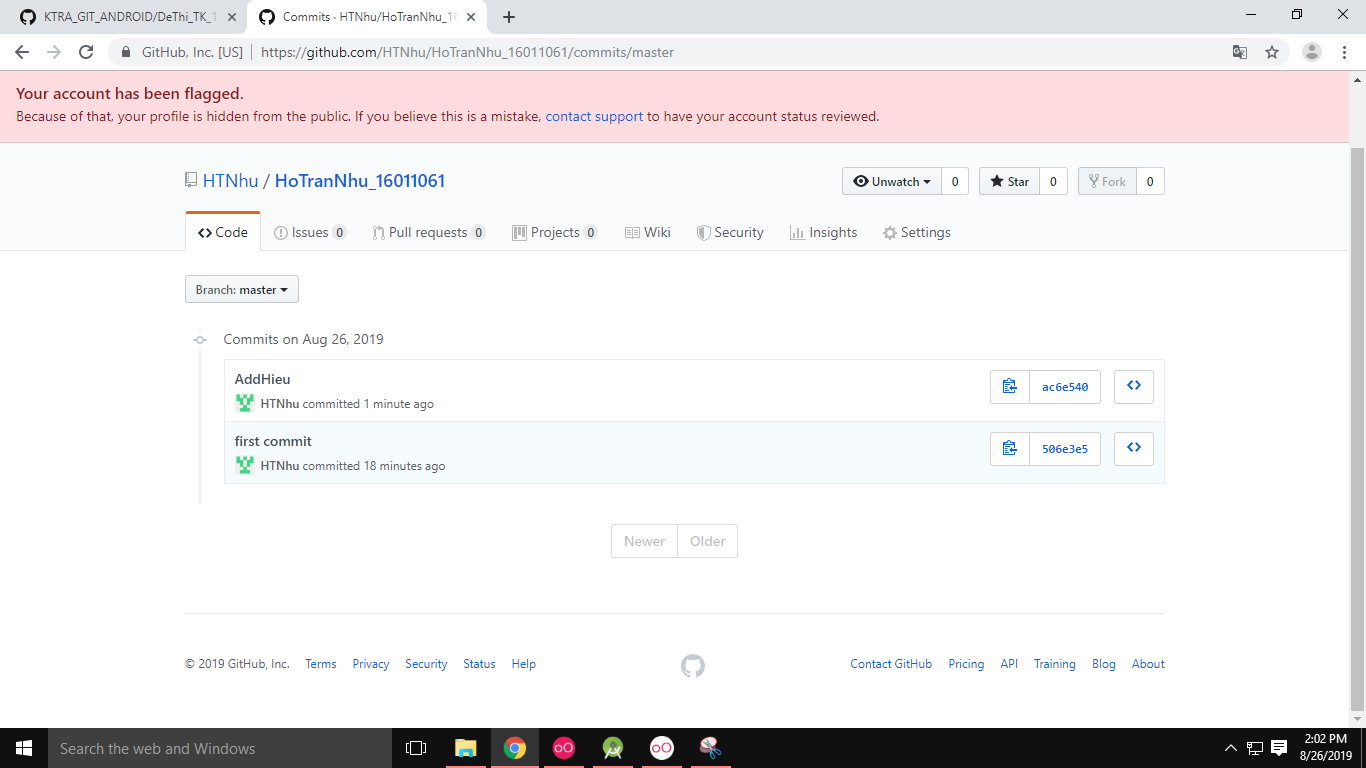 KTRA_GIT_ANDROID/DeThi_TK_1
Commits · HTNhu/HoTranNhu_16
GitHub, Inc. [US] https://github.com/HTNhu/HoTranNhu_16011061/commits/master
Your account has been flagged.
Because of that, your profile is hidden from the public. If you believe this is a mistake, contact support to have your account status reviewed.
HTNhu / HoTranNhu_16011061
Unwatch 0 Star 0 Fork 0
Code Issues 0 Pull requests 0 Projects 0 Wiki Security Insights Settings
Branch: master
Commits on Aug 26, 2019
AddHieu
HTNhu committed 1 minute ago
ac6e540
first commit
HTNhu committed 18 minutes ago
506e3e5
Newer Older
© 2019 GitHub, Inc. Terms Privacy Security Status Help Contact GitHub Pricing API Training Blog About
Search the web and Windows
2:02 PM
8/26/2019